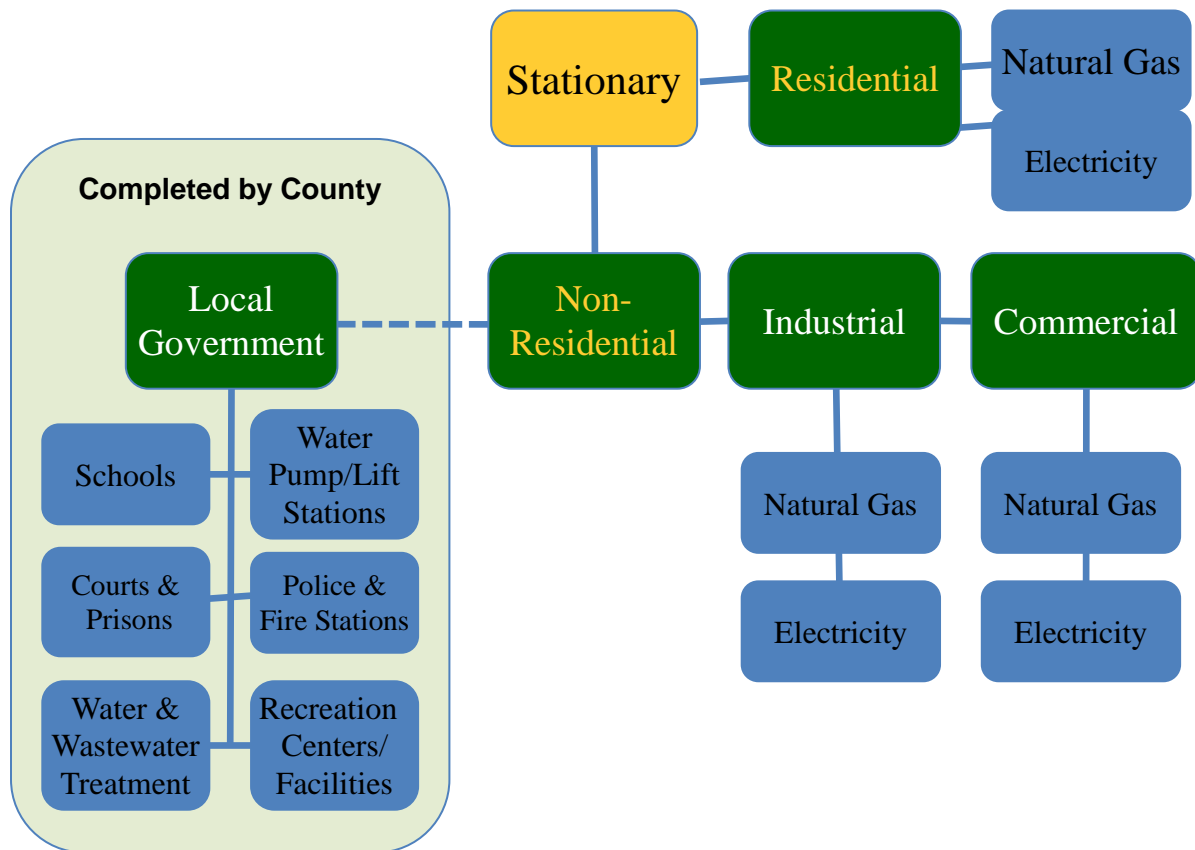 Stationary
Residential
Natural Gas
Electricity
Completed by County
Local
Government
Non-
Residential
Industrial
Commercial
Schools
Water
Pump/Lift
Stations
Natural Gas
Natural Gas
Courts &
Prisons
Police &
Fire Stations
Electricity
Electricity
Water &
Wastewater
Treatment
Recreation
Centers/
Facilities